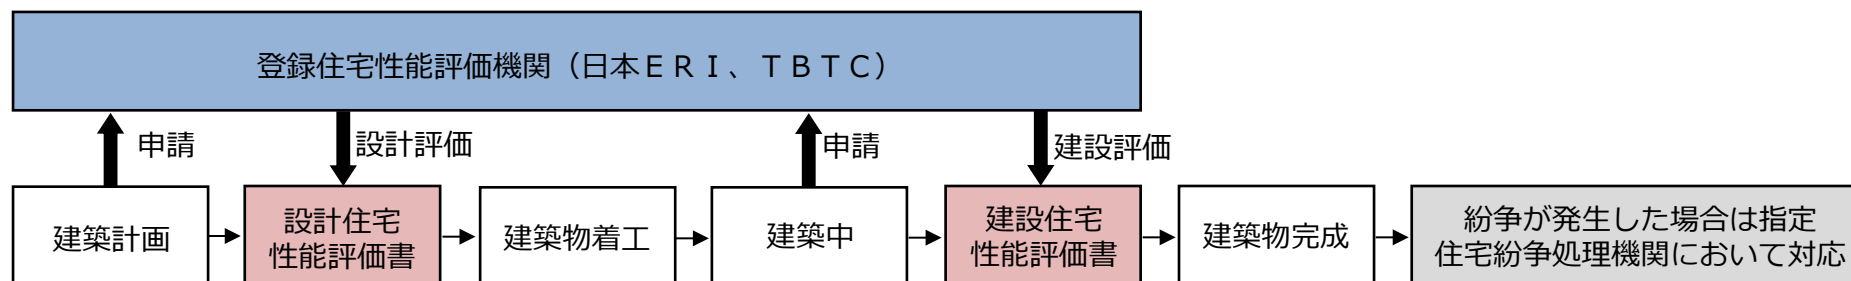 登録住宅性能評価機関（日本ＥＲＩ、ＴＢＴＣ）
申請
設計評価
申請
建設評価
建築計画
設計住宅
性能評価書
建築物着工
建築中
建設住宅
性能評価書
建築物完成
紛争が発生した場合は指定
住宅紛争処理機関において対応